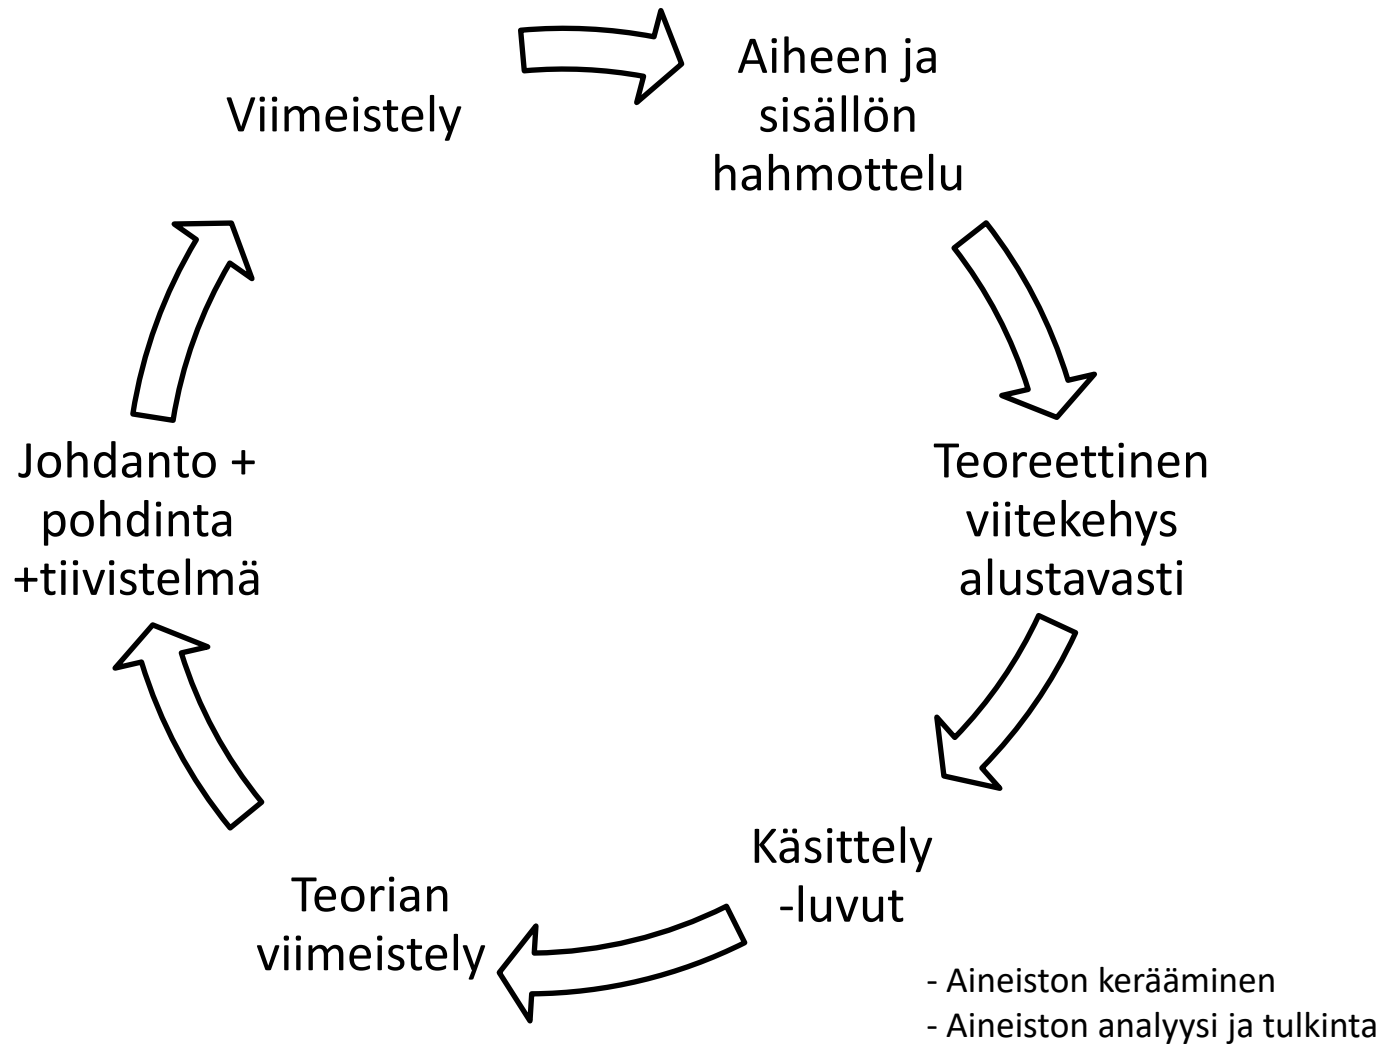 Viimeistely
Aiheen ja
sisällön
hahmottelu
Teoreettinen
viitekehys
alustavasti
Käsittely
-luvut
- Aineiston kerääminen
- Aineiston analyysi ja tulkinta
Teorian
viimeistely
Johdanto +
pohdinta
+tiivistelmä